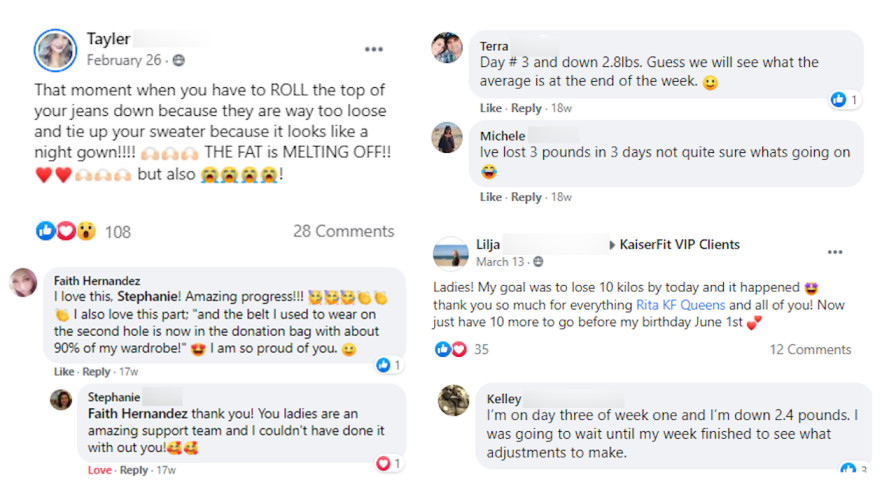 Tayler
February 26 ·
That moment when you have to ROLL the top of
your jeans down because they are way too loose
and tie up your sweater because it looks like a
night gown!!!! 🙌🏻🙌🏻🙌🏻 THE FAT is MELTING OFF!!
❤️❤️🙌🏻🙌🏻🙌🏻 but also 😭😭😭😭!
108
28 Comments
Faith Hernandez
I love this, Stephanie! Amazing progress!!! 🥳🥳🥳👏👏
👏 I also love this part; "and the belt I used to wear on
the second hole is now in the donation bag with about
90% of my wardrobe!" 😍 I am so proud of you. 🙂
1
Like · Reply · 17w
Stephanie
Faith Hernandez thank you! You ladies are an
amazing support team and I couldn't have done it
with out you!🥰🥰
1
Love · Reply · 17w
Terra
Day # 3 and down 2.8lbs. Guess we will see what the
average is at the end of the week. 🙂
1
Like · Reply · 18w
Michele
Ive lost 3 pounds in 3 days not quite sure whats going on
😂
Like · Reply · 18w
Lilja ▸ KaiserFit VIP Clients
March 13 ·
Ladies! My goal was to lose 10 kilos by today and it happened 🤩
thank you so much for everything Rita KF Queens and all of you! Now
just have 10 more to go before my birthday June 1st 💕
35
12 Comments
Kelley
I'm on day three of week one and I'm down 2.4 pounds. I
was going to wait until my week finished to see what
adjustments to make.
3